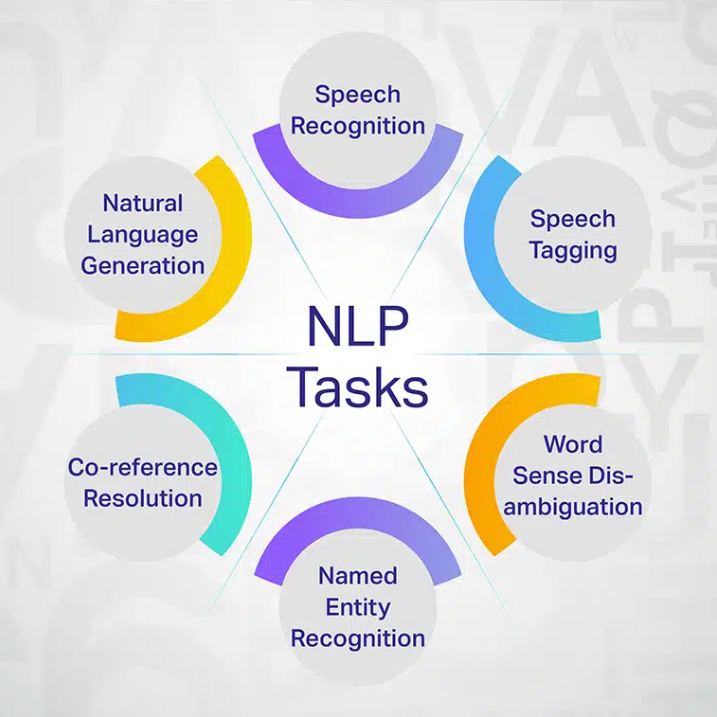 Speech
Recognition
Speech
Tagging
Word
Sense Dis-
ambiguation
Named
Entity
Recognition
Co-reference
Resolution
Natural
Language
Generation
NLP
Tasks